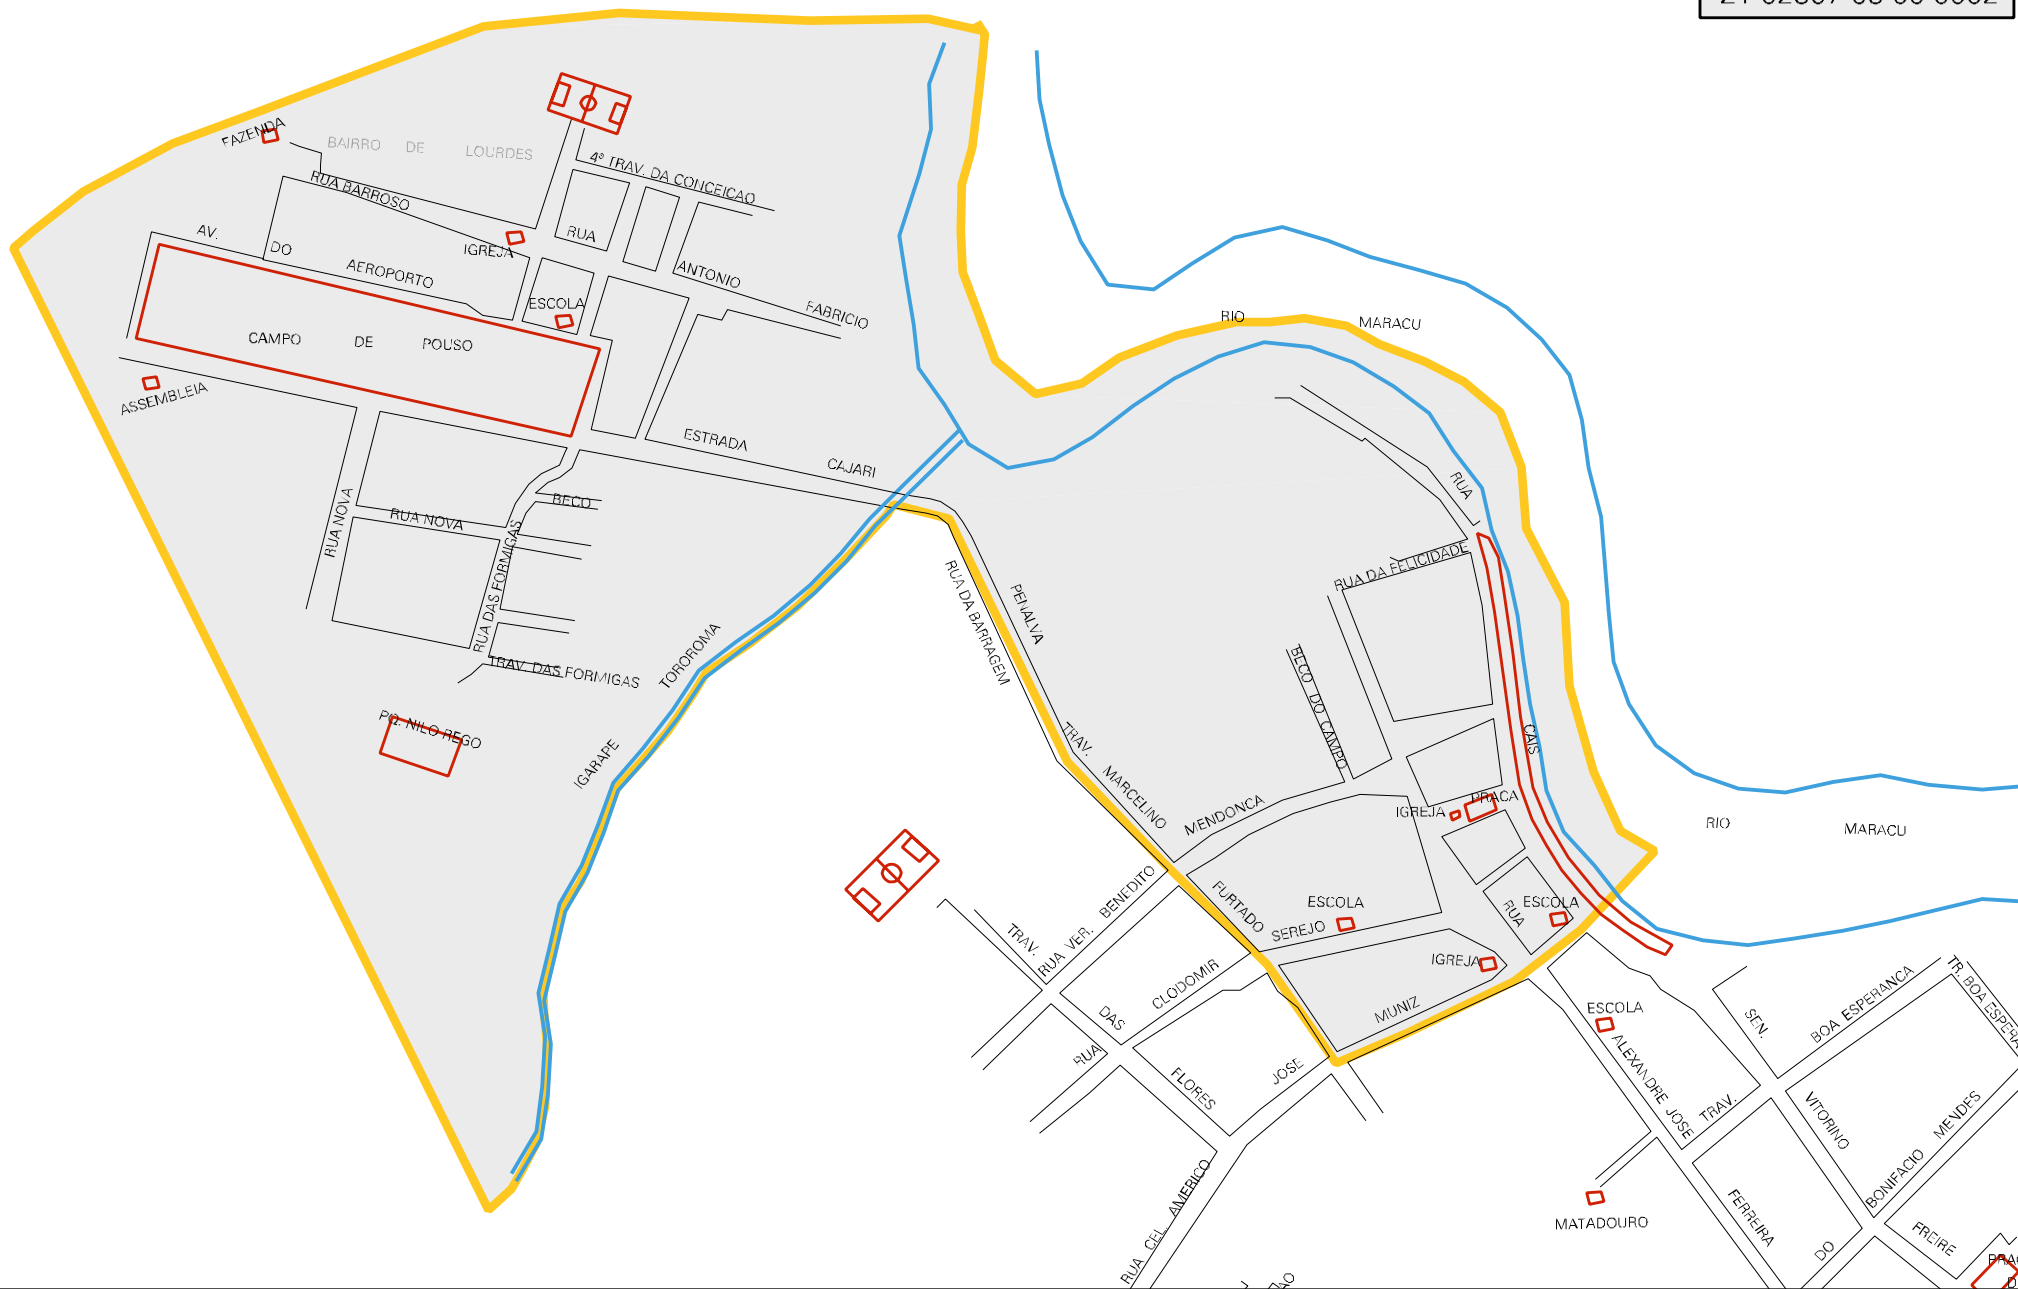 FAZENDA
BAIRRO DE LOURDES
4ª TRAV. DA CONCEICAO
RUA BARROSO
AV. DO AEROPORTO
IGREJA
RUA ANTONIO FABRICIO
ESCOLA
CAMPO DE POUSO
RIO MARACU
ASSEMBLEIA
ESTRADA CAJARI
BECO
RUA NOVA
RUA NOVA
RUA DAS FORMIGAS
TRAV. DAS FORMIGAS
PQ. NILO REGO
IGARAPE TOROROMA
RUA DA BARRAGEM
PENALVA
RUA
RUA DA FELICIDADE
BECO DO CAMPO
CAIS
TRAV. MARCELINO
FURTADO
MENDONCA
IGREJA
PRACA
RIO MARACU
RUA VER. BENEDITO
ESCOLA
SEREJO
RUA
ESCOLA
IGREJA
MUNIZ
TRAV. DAS FLORES
RUA CLODOMIR
JOSE
RUA CEL. AMERICO
ESCOLA
ALEXANDRE JOSE
FERREIRA
MATADOURO
SEN. VITORINO
FREIRE
TRAV. BOA ESPERANCA
TR. BOA ESPERA
DO BONIFACIO MENDES